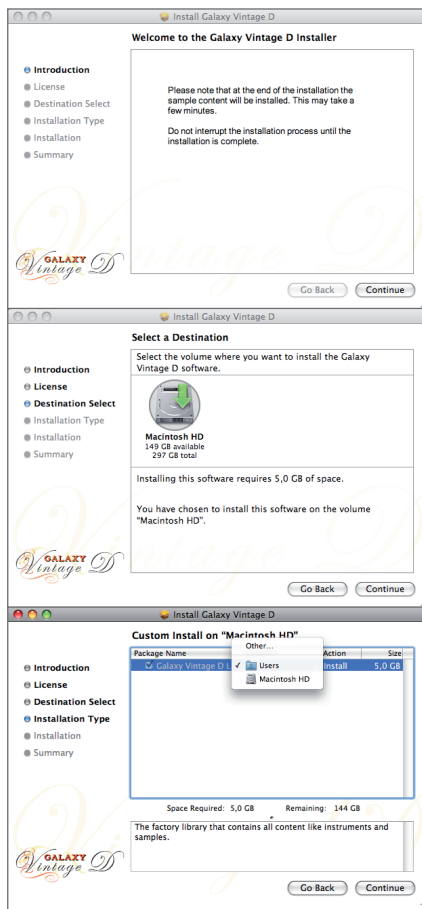 Install Galaxy Vintage D
Welcome to the Galaxy Vintage D Installer
Introduction
License
Destination Select
Installation Type
Installation
Summary
Please note that at the end of the installation the
sample content will be installed. This may take a
few minutes.
Do not interrupt the installation process until the
installation is complete.
GALAXY
Vintage D
Go Back
Continue
Install Galaxy Vintage D
Select a Destination
Introduction
License
Destination Select
Installation Type
Installation
Summary
Select the volume where you want to install the Galaxy
Vintage D software.
Macintosh HD
149 GB available
297 GB total
Installing this software requires 5,0 GB of space.
You have chosen to install this software on the volume
"Macintosh HD".
GALAXY
Vintage D
Go Back
Continue
Install Galaxy Vintage D
Custom Install on "Macintosh HD"
Introduction
License
Destination Select
Installation Type
Installation
Summary
Package Name
Action
Size
Galaxy Vintage D L
Install
5,0 GB
Other...
Users
Macintosh HD
Space Required: 5,0 GB
Remaining: 144 GB
The factory library that contains all content like instruments and
samples.
GALAXY
Vintage D
Go Back
Continue